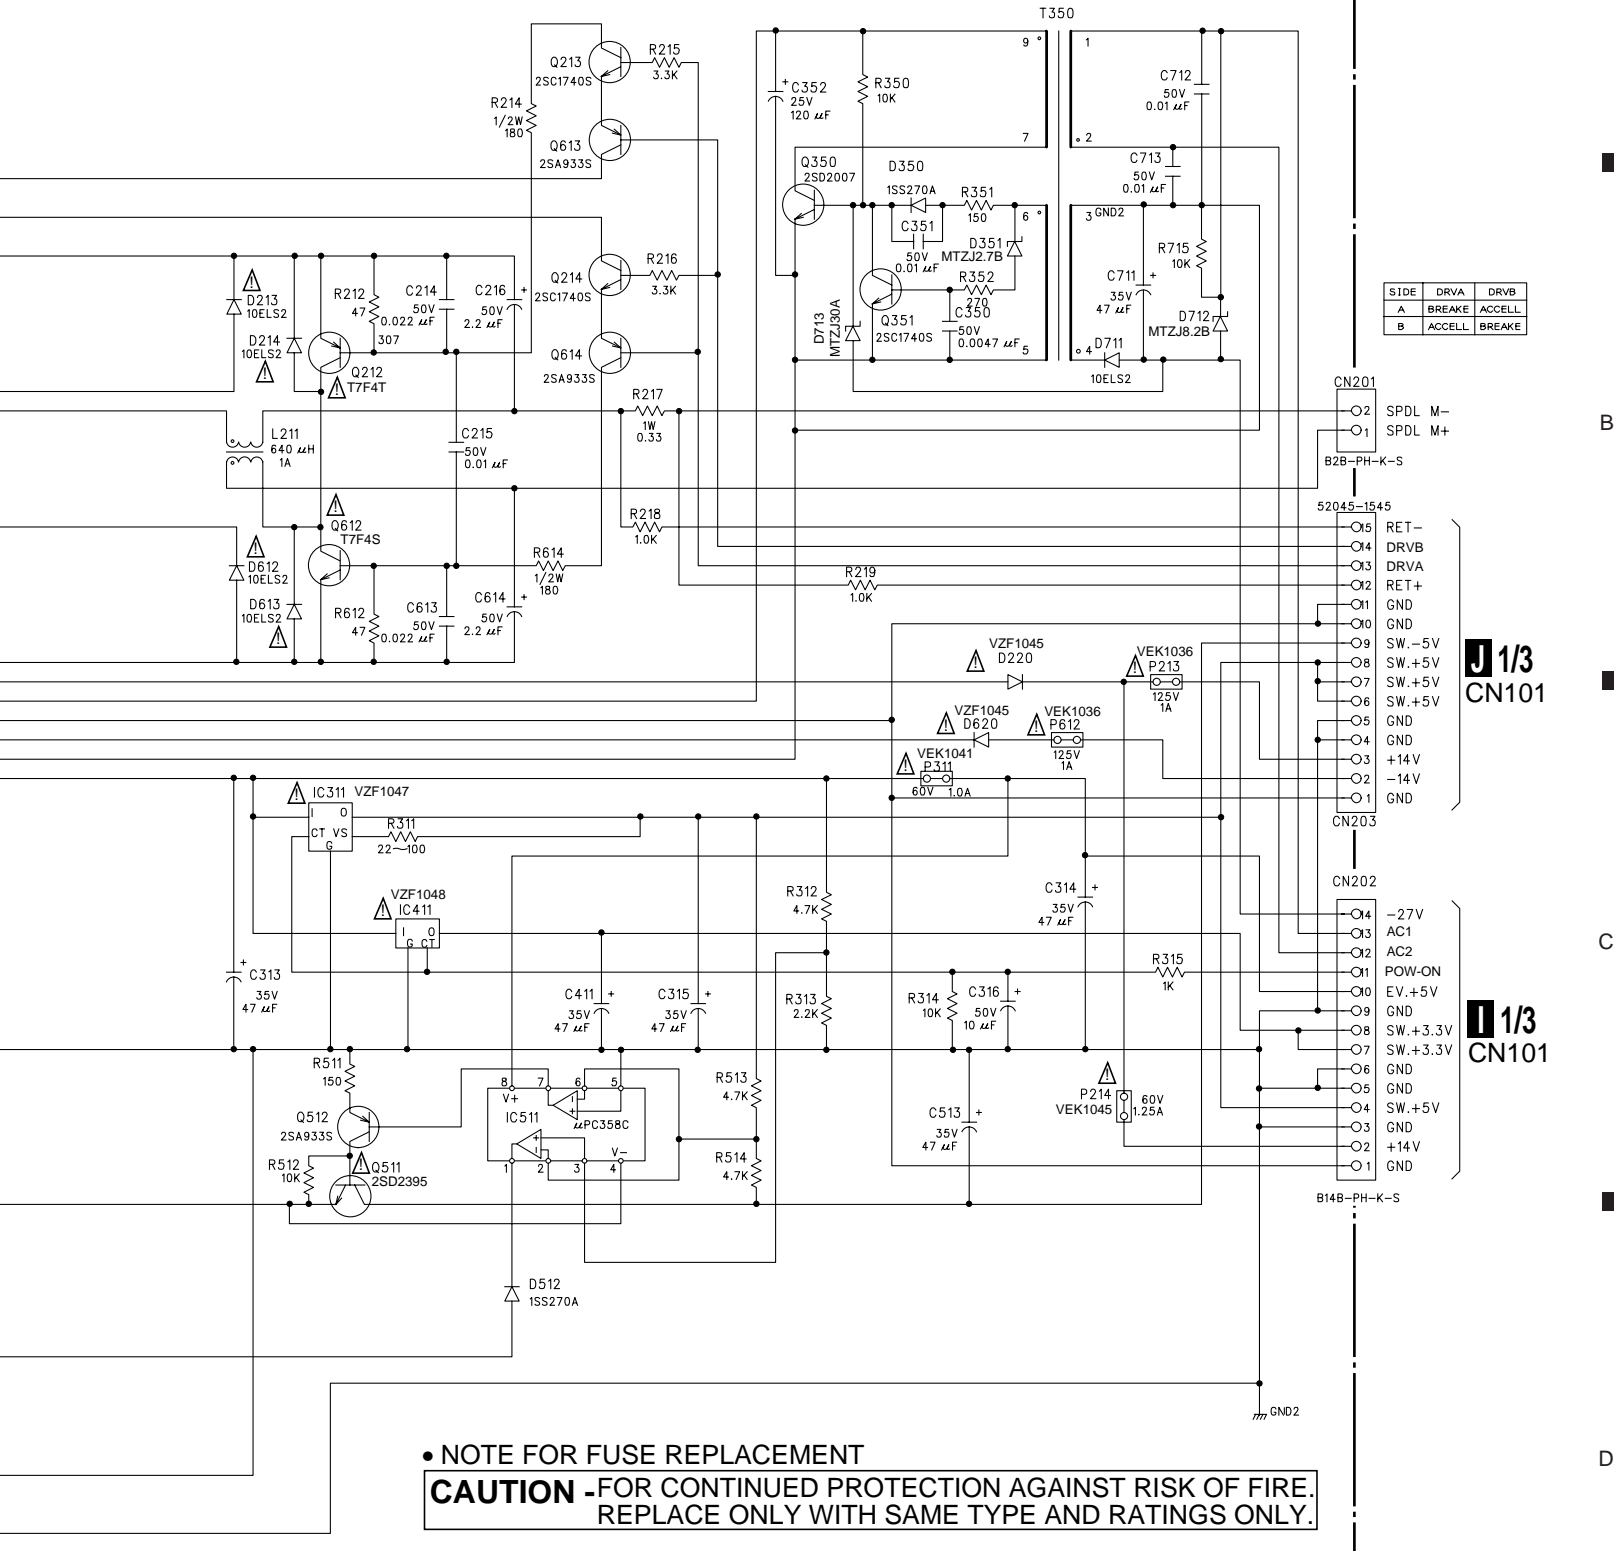 T350
Q213
2SC1740S
R215
3.3K
R214
1/2W
180
Q613
2SA933S
9
7
1
2
C352
25V
120 μF
R350
10K
C712
50V
0.01 μF
C713
50V
0.01 μF
Q350
2SD2007
D350
1SS270A
R351
150
6
3 GND2
C351
50V
0.01 μF
D351
MTZJ2.7B
R352
270
R715
10K
C711
35V
47 μF
D712
MTZJ8.2B
D713
MTZJ30A
Q351
2SC1740S
C350
50V
0.0047 μF
5
4
D711
10ELS2
SIDE DRVA DRVB
A BREAKE ACCELL
B ACCELL BREAKE
Q214
2SC1740S
R216
3.3K
D213
10ELS2
D214
10ELS2
R212
47
C214
50V
0.022 μF
C216
50V
2.2 μF
307
Q212
T7F4T
Q614
2SA933S
R217
1W
0.33
L211
640 μH
1A
C215
50V
0.01 μF
CN201
2 SPDL M-
1 SPDL M+
B2B-PH-K-S
B
Q612
T7F4S
D612
10ELS2
D613
10ELS2
R612
47
C613
50V
0.022 μF
C614
50V
2.2 μF
R614
1/2W
180
R218
1.0K
R219
1.0K
52045-1545
15 RET-
14 DRVB
13 DRVA
12 RET+
11 GND
10 GND
9 SW.-5V
8 SW.+5V
7 SW.+5V
6 SW.+5V
5 GND
4 GND
3 +14V
2 -14V
1 GND
CN203
J 1/3
CN101
VZF1045
D220
VEK1036
P213
125V
1A
VZF1045
D620
VEK1036
P612
125V
1A
VEK1041
P311
60V 1.0A
IC311 VZF1047
I O
CT VS
G
R311
22~100
VZF1048
IC411
I O
G CT
R312
4.7K
C314
35V
47 μF
C313
35V
47 μF
C411
35V
47 μF
C315
35V
47 μF
R313
2.2K
R314
10K
C316
50V
10 μF
R315
1K
CN202
14 -27V
13 AC1
12 AC2
11 POW-ON
10 EV.+5V
9 GND
8 SW.+3.3V
7 SW.+3.3V
6 GND
5 GND
4 SW.+5V
3 GND
2 +14V
1 GND
B14B-PH-K-S
I 1/3
CN101
C
R511
150
Q512
2SA933S
R512
10K
Q511
2SD2395
8 7 6 5
V+
IC511
μPC358C
V-
1 2 3 4
R513
4.7K
R514
4.7K
C513
35V
47 μF
P214
VEK1045
60V
1.25A
D512
1SS270A
GND2
• NOTE FOR FUSE REPLACEMENT
CAUTION - FOR CONTINUED PROTECTION AGAINST RISK OF FIRE.
REPLACE ONLY WITH SAME TYPE AND RATINGS ONLY.
D